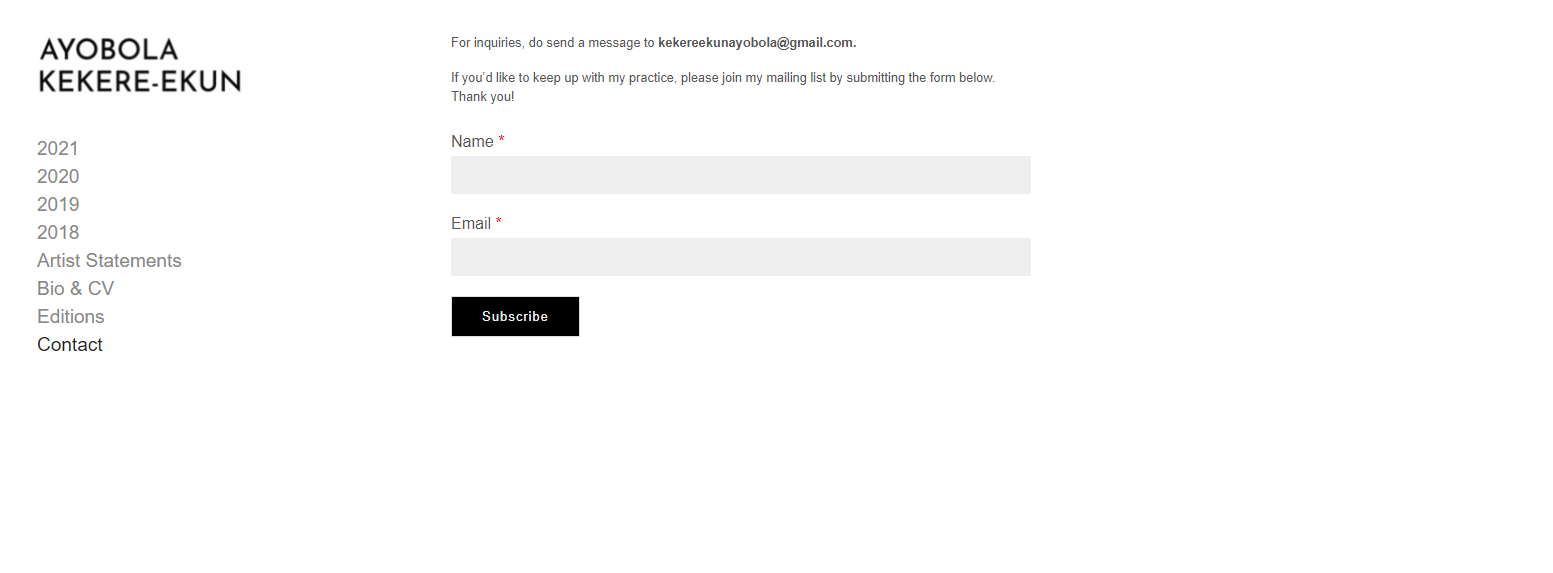 AYOBOLA
KEKERE-EKUN
2021
2020
2019
2018
Artist Statements
Bio & CV
Editions
Contact
For inquiries, do send a message to kekereekunayobola@gmail.com.
If you'd like to keep up with my practice, please join my mailing list by submitting the form below.
Thank you!
Name *
Email *
Subscribe